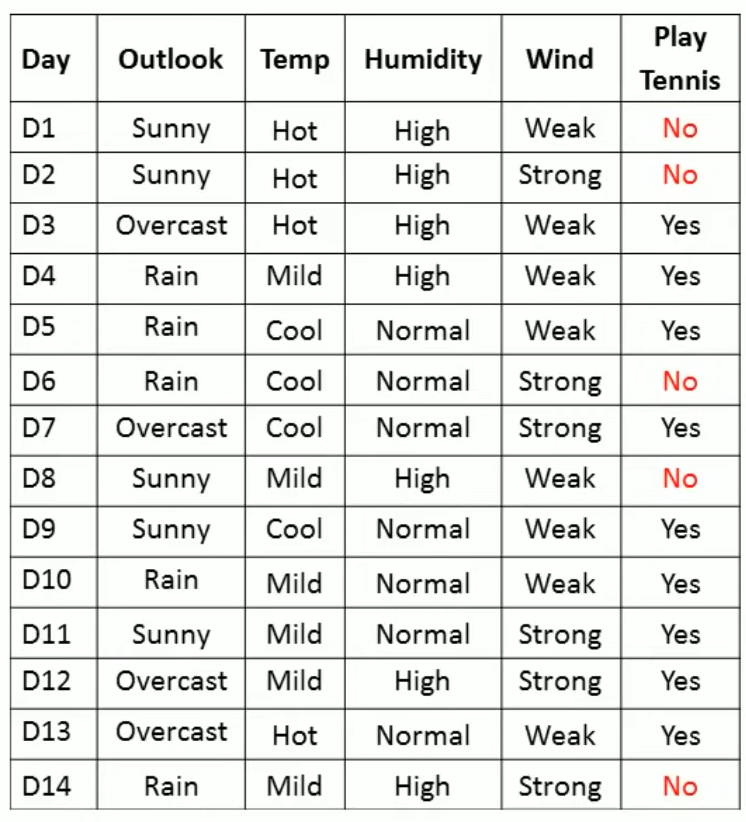 Day Outlook Temp Humidity Wind Play Tennis
D1 Sunny Hot High Weak No
D2 Sunny Hot High Strong No
D3 Overcast Hot High Weak Yes
D4 Rain Mild High Weak Yes
D5 Rain Cool Normal Weak Yes
D6 Rain Cool Normal Strong No
D7 Overcast Cool Normal Strong Yes
D8 Sunny Mild High Weak No
D9 Sunny Cool Normal Weak Yes
D10 Rain Mild Normal Weak Yes
D11 Sunny Mild Normal Strong Yes
D12 Overcast Mild High Strong Yes
D13 Overcast Hot Normal Weak Yes
D14 Rain Mild High Strong No